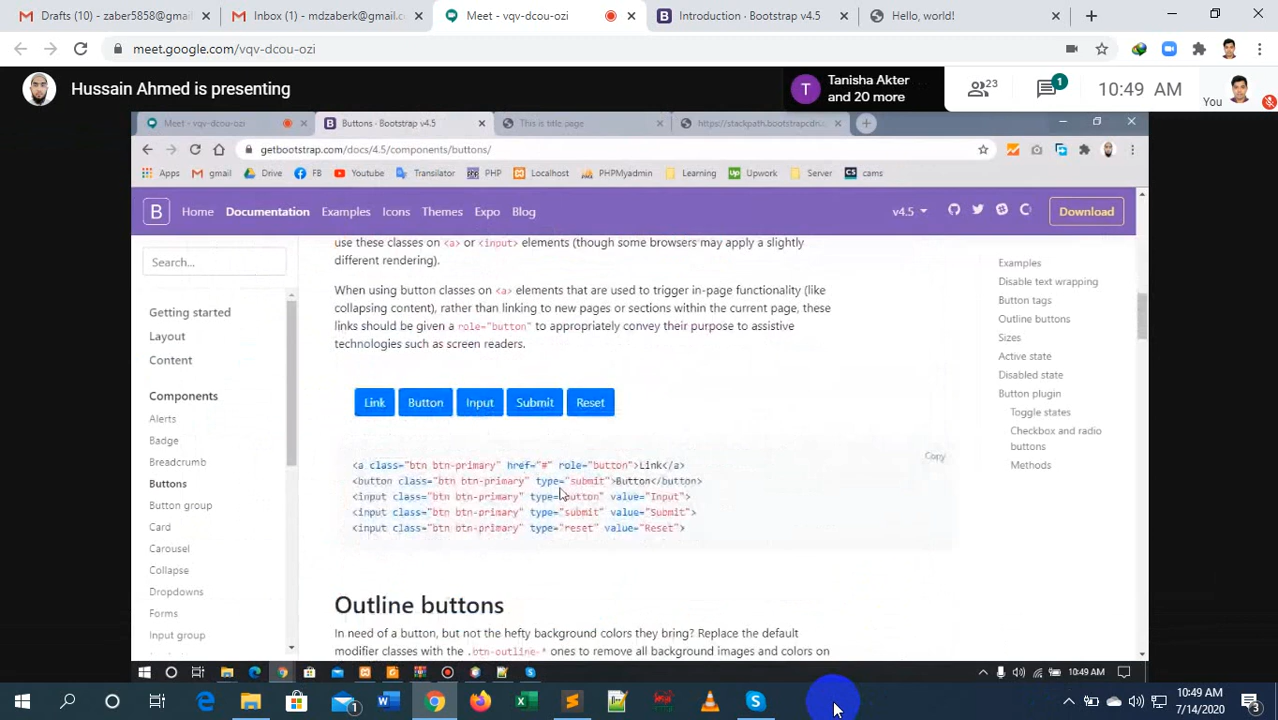 Drafts (10) - zaber5858@gmail
Inbox (1) - mdzaberk@gmail.c
Meet - vqv-dcou-ozi
Introduction · Bootstrap v4.5
Hello, world!
meet.google.com/vqv-dcou-ozi
Hussain Ahmed is presenting
T
Tanisha Akter
and 20 more
23
1
10:49 AM
You
Meet - vqv-dcou-ozi
Buttons · Bootstrap v4.5
This is title page
https://stackpath.bootstrapcdn.
getbootstrap.com/docs/4.5/components/buttons/
Apps
gmail
Drive
FB
Youtube
Translator
PHP
Localhost
PHPMyadmin
Learning
Upwork
Server
cams
B
Home
Documentation
Examples
Icons
Themes
Expo
Blog
v4.5
Download
Search...
Getting started
Layout
Content
Components
Alerts
Badge
Breadcrumb
Buttons
Button group
Card
Carousel
Collapse
Dropdowns
Forms
Input group
use these classes on <a> or <input> elements (though some browsers may apply a slightly
different rendering).
When using button classes on <a> elements that are used to trigger in-page functionality (like
collapsing content), rather than linking to new pages or sections within the current page, these
links should be given a role="button" to appropriately convey their purpose to assistive
technologies such as screen readers.
Link
Button
Input
Submit
Reset
Copy
<a class="btn btn-primary" href="#" role="button">Link</a>
<button class="btn btn-primary" type="submit">Button</button>
<input class="btn btn-primary" type="button" value="Input">
<input class="btn btn-primary" type="submit" value="Submit">
<input class="btn btn-primary" type="reset" value="Reset">
Outline buttons
In need of a button, but not the hefty background colors they bring? Replace the default
modifier classes with the .btn-outline-* ones to remove all background images and colors on
Examples
Disable text wrapping
Button tags
Outline buttons
Sizes
Active state
Disabled state
Button plugin
Toggle states
Checkbox and radio
buttons
Methods
10:49 AM
10:49 AM
7/14/2020
1
3